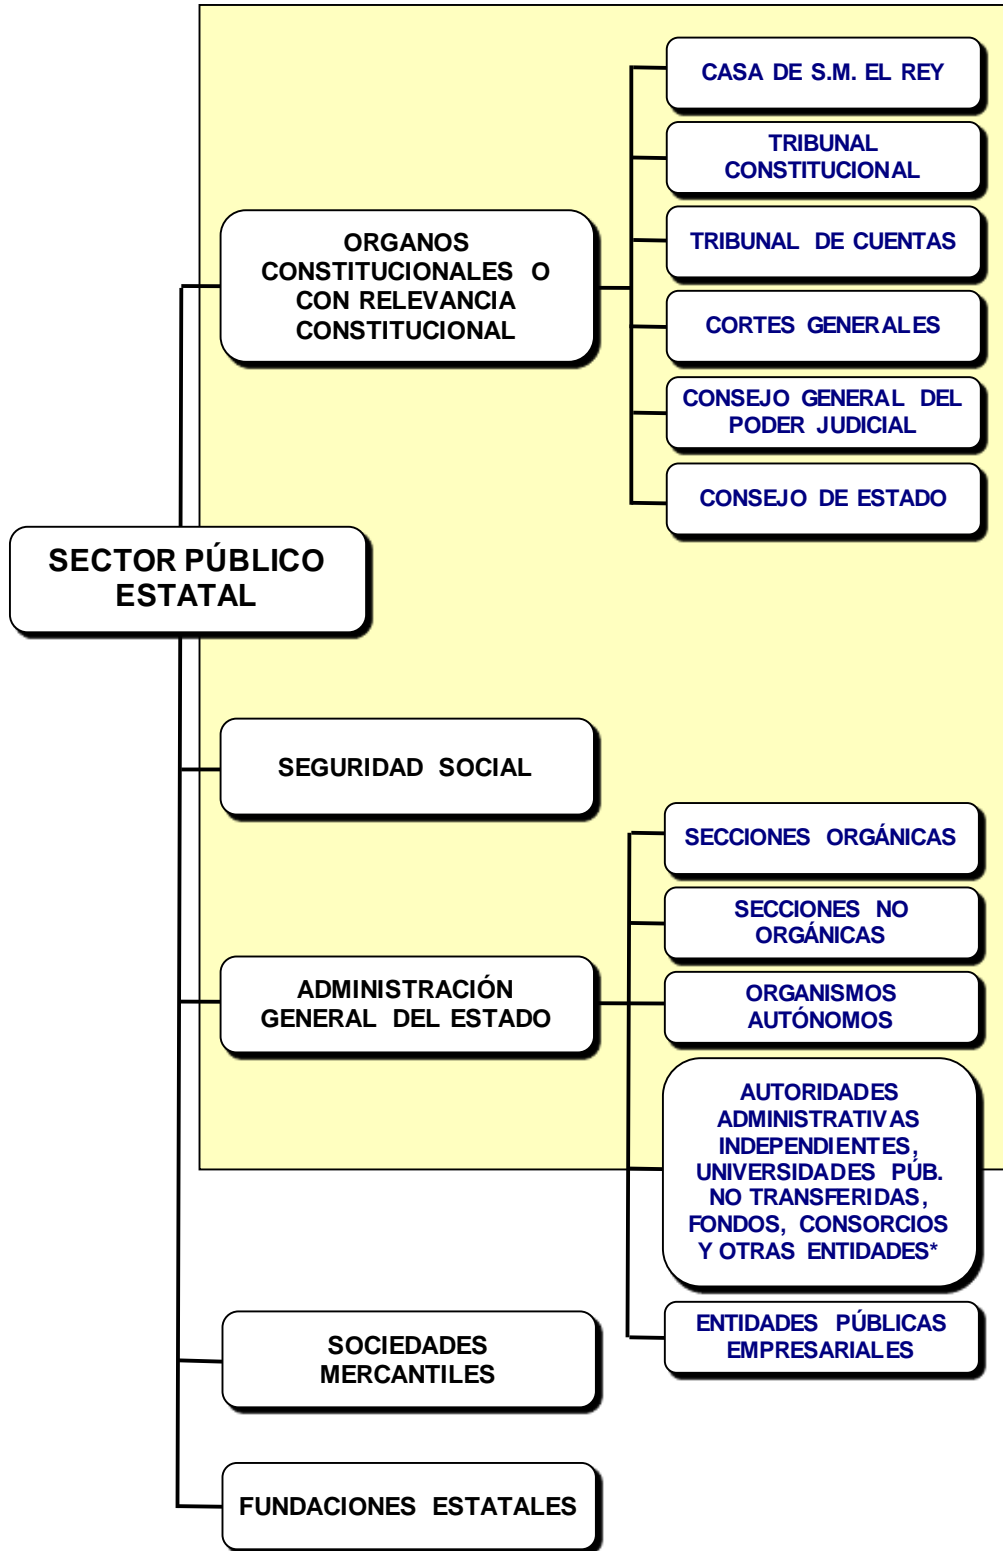 SECTOR PÚBLICO
ESTATAL
ORGANOS
CONSTITUCIONALES O
CON RELEVANCIA
CONSTITUCIONAL
CASA DE S.M. EL REY
TRIBUNAL
CONSTITUCIONAL
TRIBUNAL DE CUENTAS
CORTES GENERALES
CONSEJO GENERAL DEL
PODER JUDICIAL
CONSEJO DE ESTADO
SEGURIDAD SOCIAL
ADMINISTRACIÓN
GENERAL DEL ESTADO
SECCIONES ORGÁNICAS
SECCIONES NO
ORGÁNICAS
ORGANISMOS
AUTÓNOMOS
AUTORIDADES
ADMINISTRATIVAS
INDEPENDIENTES,
UNIVERSIDADES PÚB.
NO TRANSFERIDAS,
FONDOS, CONSORCIOS
Y OTRAS ENTIDADES*
ENTIDADES PÚBLICAS
EMPRESARIALES
SOCIEDADES
MERCANTILES
FUNDACIONES ESTATALES